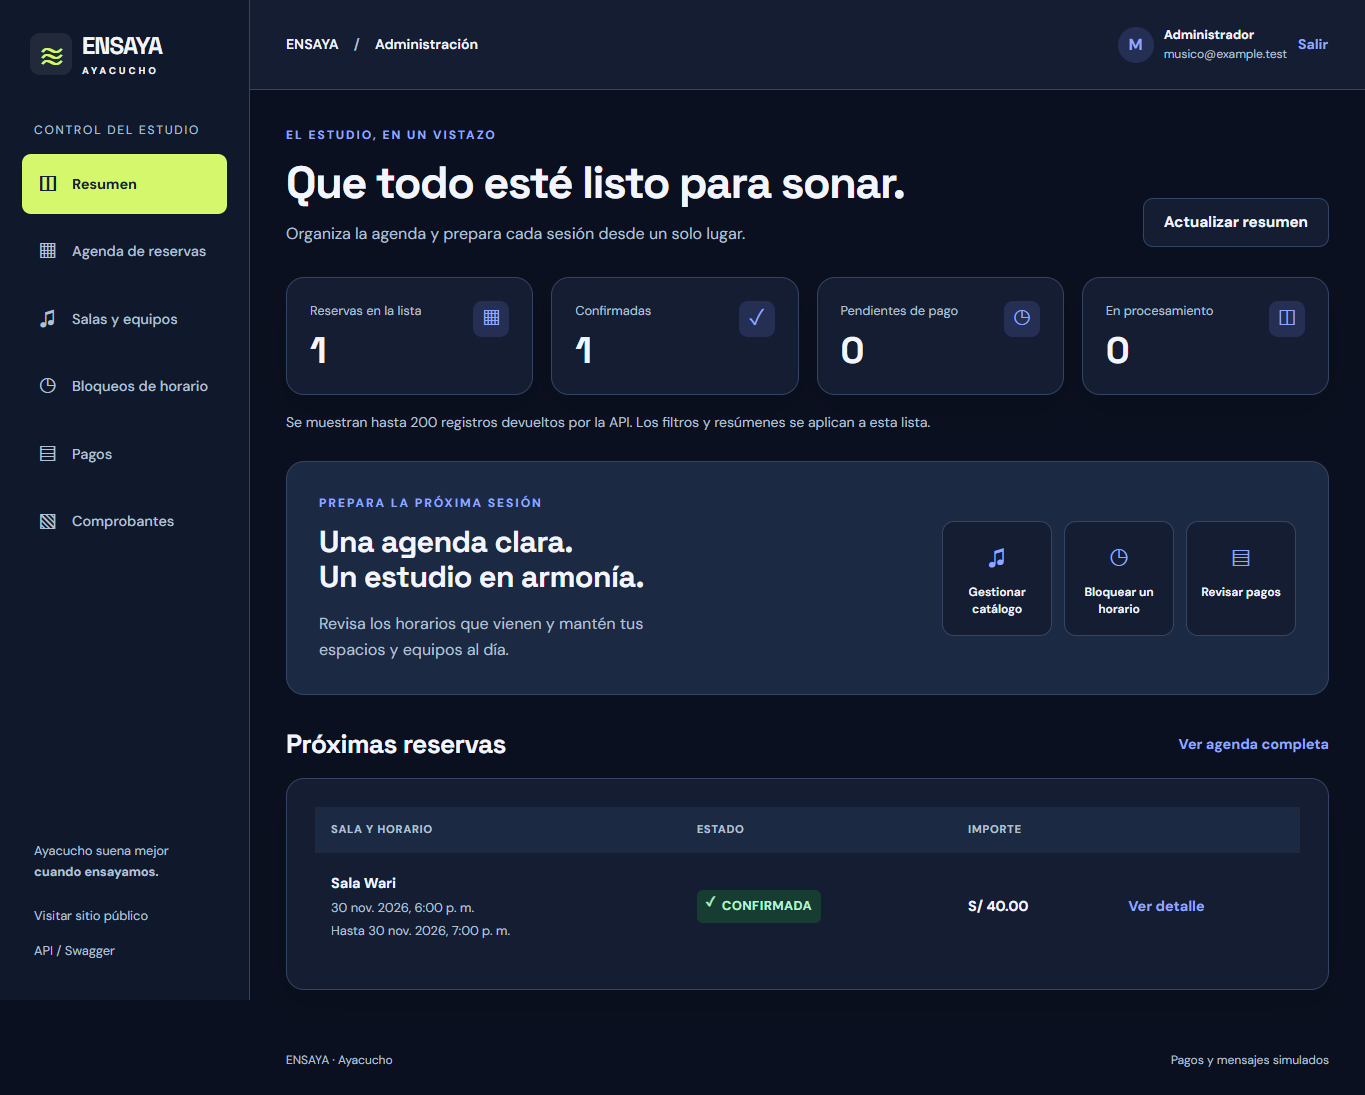 ENSAYA
AYACUCHO
CONTROL DEL ESTUDIO
Resumen
Agenda de reservas
Salas y equipos
Bloqueos de horario
Pagos
Comprobantes
Ayacucho suena mejor
cuando ensayamos.
Visitar sitio público
API / Swagger
ENSAYA / Administración
M
Administrador
musico@example.test
Salir
EL ESTUDIO, EN UN VISTAZO
Que todo esté listo para sonar.
Organiza la agenda y prepara cada sesión desde un solo lugar.
Actualizar resumen
Reservas en la lista
1
Confirmadas
1
Pendientes de pago
0
En procesamiento
0
Se muestran hasta 200 registros devueltos por la API. Los filtros y resúmenes se aplican a esta lista.
PREPARA LA PRÓXIMA SESIÓN
Una agenda clara.
Un estudio en armonía.
Revisa los horarios que vienen y mantén tus
espacios y equipos al día.
Gestionar
catálogo
Bloquear un
horario
Revisar pagos
Próximas reservas
Ver agenda completa
SALA Y HORARIO ESTADO IMPORTE
Sala Wari
30 nov. 2026, 6:00 p. m.
Hasta 30 nov. 2026, 7:00 p. m.
✓ CONFIRMADA
S/ 40.00
Ver detalle
ENSAYA · Ayacucho
Pagos y mensajes simulados